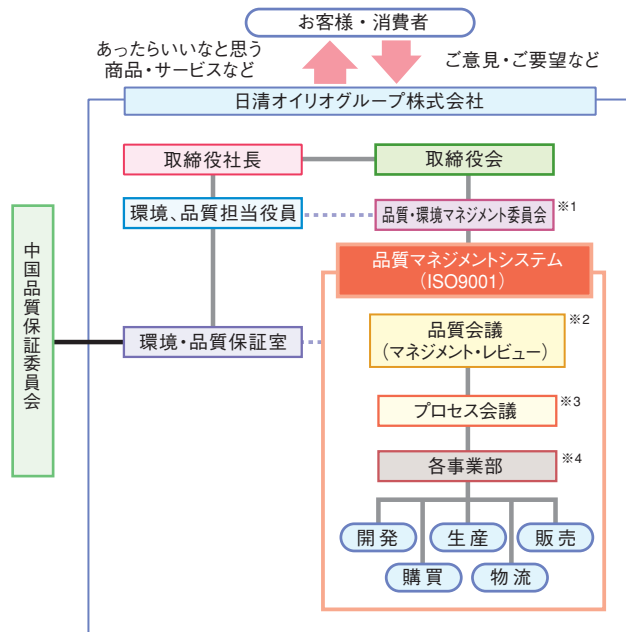 お客様・消費者
あったらいいなと思う
商品・サービスなど
ご意見・ご要望など
日清オイリオグループ株式会社
取締役社長
取締役会
環境、品質担当役員
品質・環境マネジメント委員会
※1
品質マネジメントシステム
(ISO9001)
中国品質保証委員会
環境・品質保証室
品質会議
(マネジメント・レビュー)
※2
プロセス会議
※3
各事業部
※4
開発
生産
販売
購買
物流